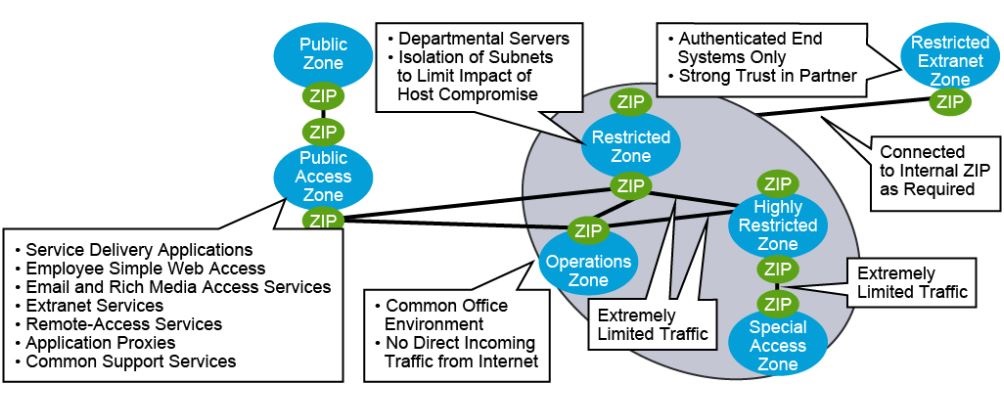 Public
Zone
ZIP
ZIP
Public
Access
Zone
ZIP
• Service Delivery Applications
• Employee Simple Web Access
• Email and Rich Media Access Services
• Extranet Services
• Remote-Access Services
• Application Proxies
• Common Support Services
• Departmental Servers
• Isolation of Subnets
to Limit Impact of
Host Compromise
ZIP
Restricted
Zone
ZIP
ZIP
Operations
Zone
• Common Office
Environment
• No Direct Incoming
Traffic from Internet
Extremely
Limited Traffic
• Authenticated End
Systems Only
• Strong Trust in Partner
Restricted
Extranet
Zone
ZIP
Connected
to Internal ZIP
as Required
ZIP
Highly
Restricted
Zone
ZIP
Extremely
Limited Traffic
ZIP
Special
Access
Zone